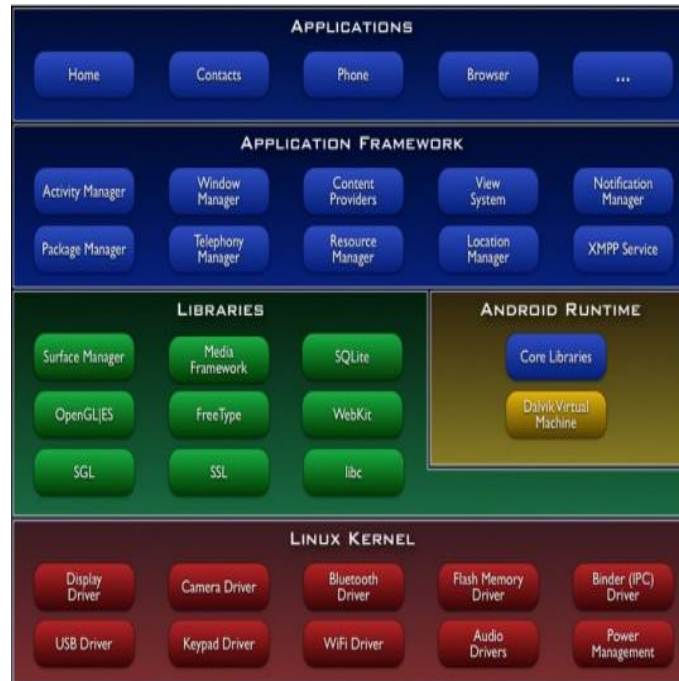 APPLICATIONS
Home Contacts Phone Browser ...
APPLICATION FRAMEWORK
Activity Manager
Window
Manager
Content
Providers
View
System
Notification
Manager
Package Manager
Telephony
Manager
Resource
Manager
Location
Manager
XMPP Service
LIBRARIES
Surface Manager
Media
Framework
SQLite
OpenGL|ES
FreeType
WebKit
SGL
SSL
libc
ANDROID RUNTIME
Core Libraries
Dalvik Virtual
Machine
LINUX KERNEL
Display
Driver
Camera Driver
Bluetooth
Driver
Flash Memory
Driver
Binder (IPC)
Driver
USB Driver
Keypad Driver
WiFi Driver
Audio
Drivers
Power
Management